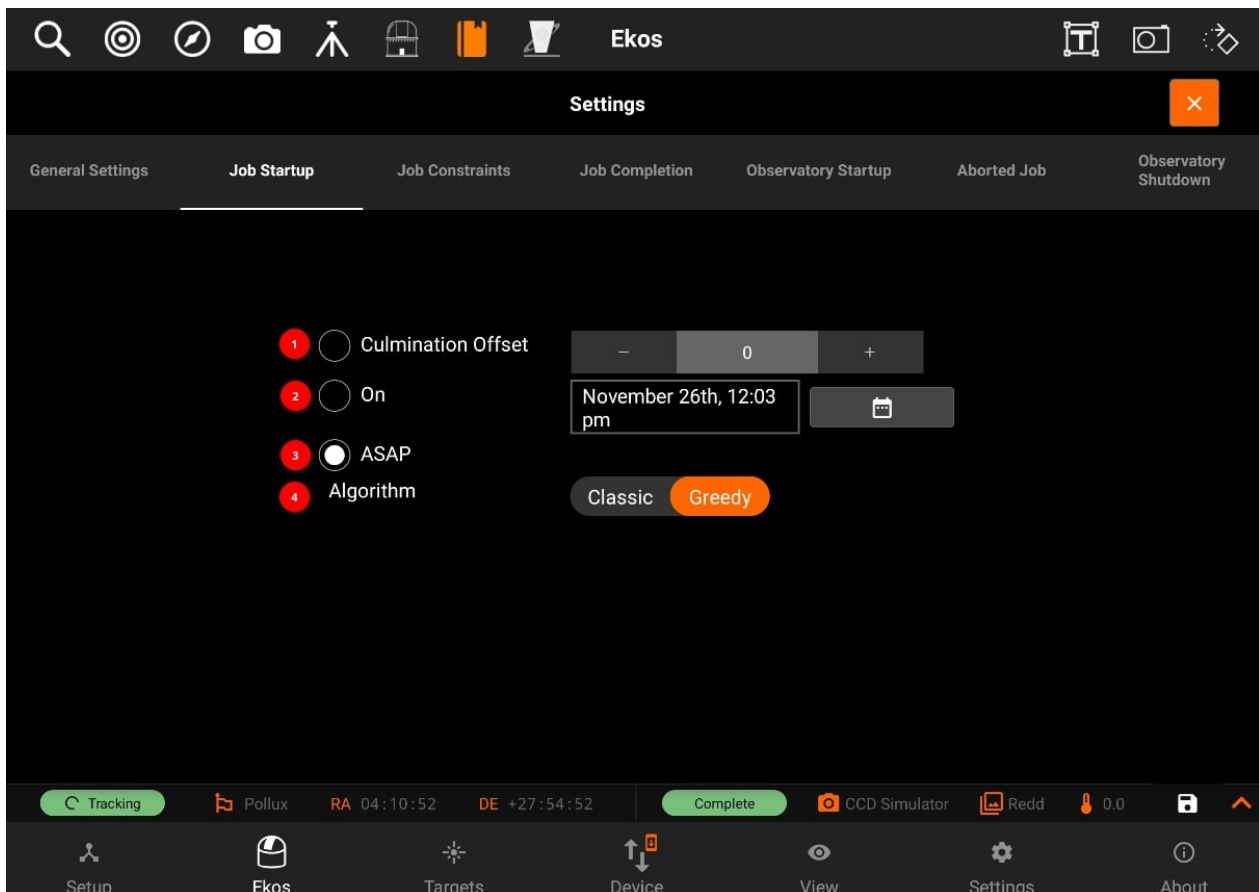 Ekos
T
Settings
×
General Settings
Job Startup
Job Constraints
Job Completion
Observatory Startup
Aborted Job
Observatory
Shutdown
1
Culmination Offset
−
0
+
2
On
November 26th, 12:03
pm
3
ASAP
4
Algorithm
Classic
Greedy
Tracking
Pollux
RA 04:10:52
DE +27:54:52
Complete
CCD Simulator
Redd
0.0
Setup
Ekos
Targets
Device
View
Settings
About